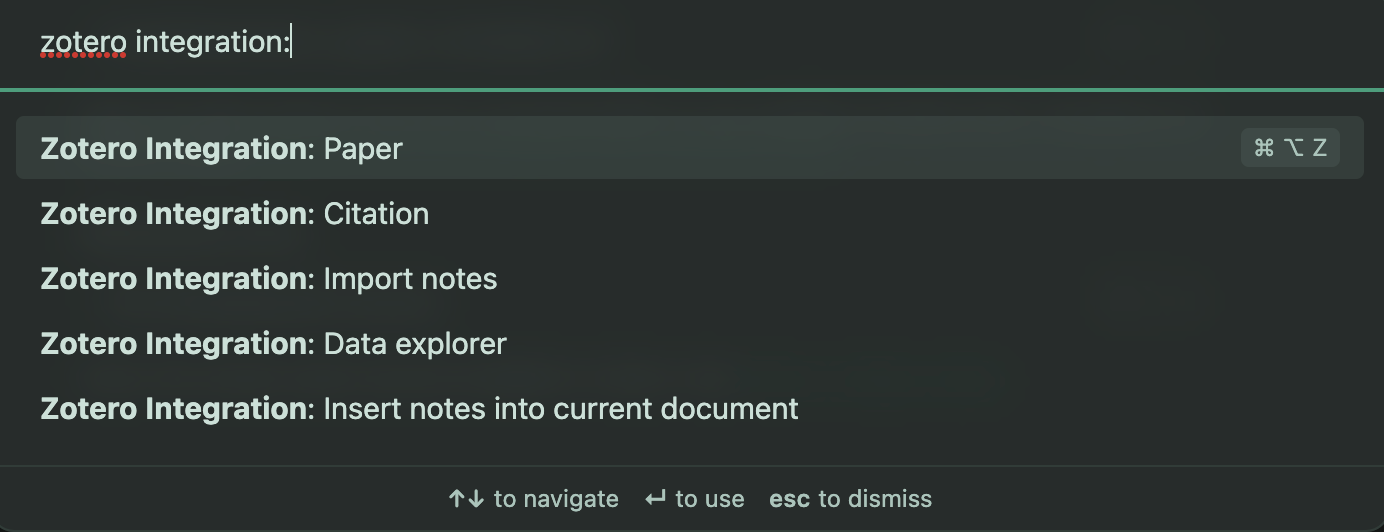 zotero integration:
Zotero Integration: Paper ⌘ ⌥ Z
Zotero Integration: Citation
Zotero Integration: Import notes
Zotero Integration: Data explorer
Zotero Integration: Insert notes into current document
↑↓ to navigate ↵ to use esc to dismiss